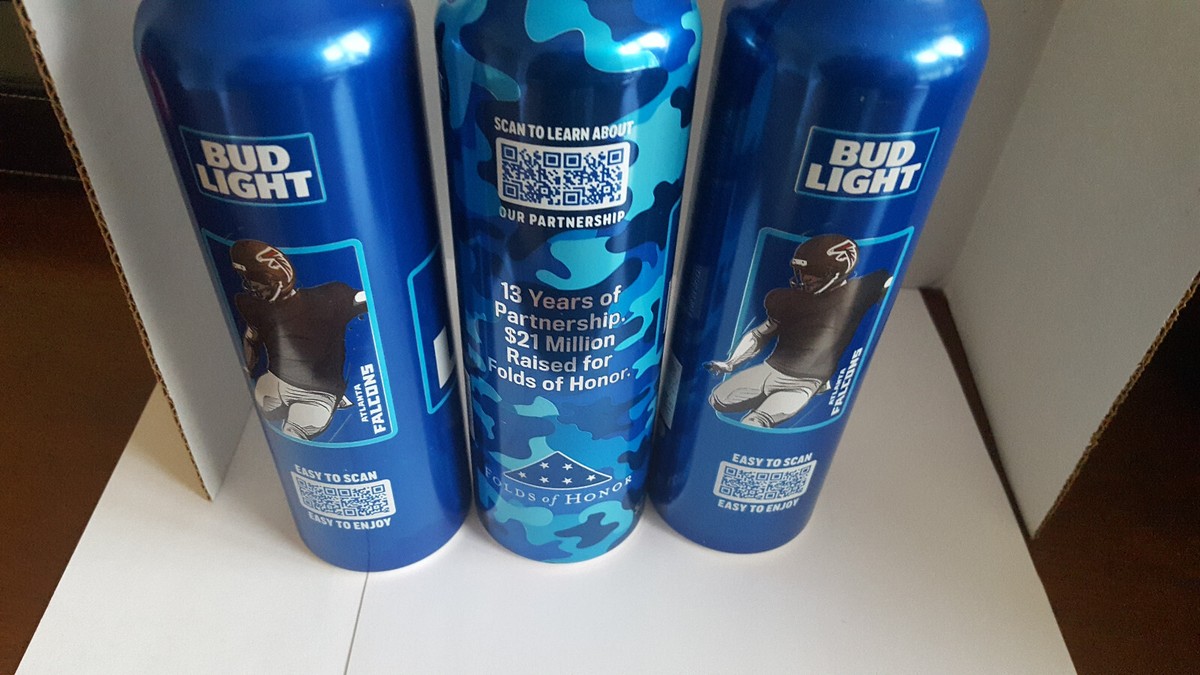 BUD
LIGHT
ATLANTA
FALCONS
EASY TO SCAN
EASY TO ENJOY
SCAN TO LEARN ABOUT
OUR PARTNERSHIP
13 Years of
Partnership.
$21 Million
Raised for
Folds of Honor.
FOLDS of HONOR
BUD
LIGHT
ATLANTA
FALCONS
EASY TO SCAN
EASY TO ENJOY